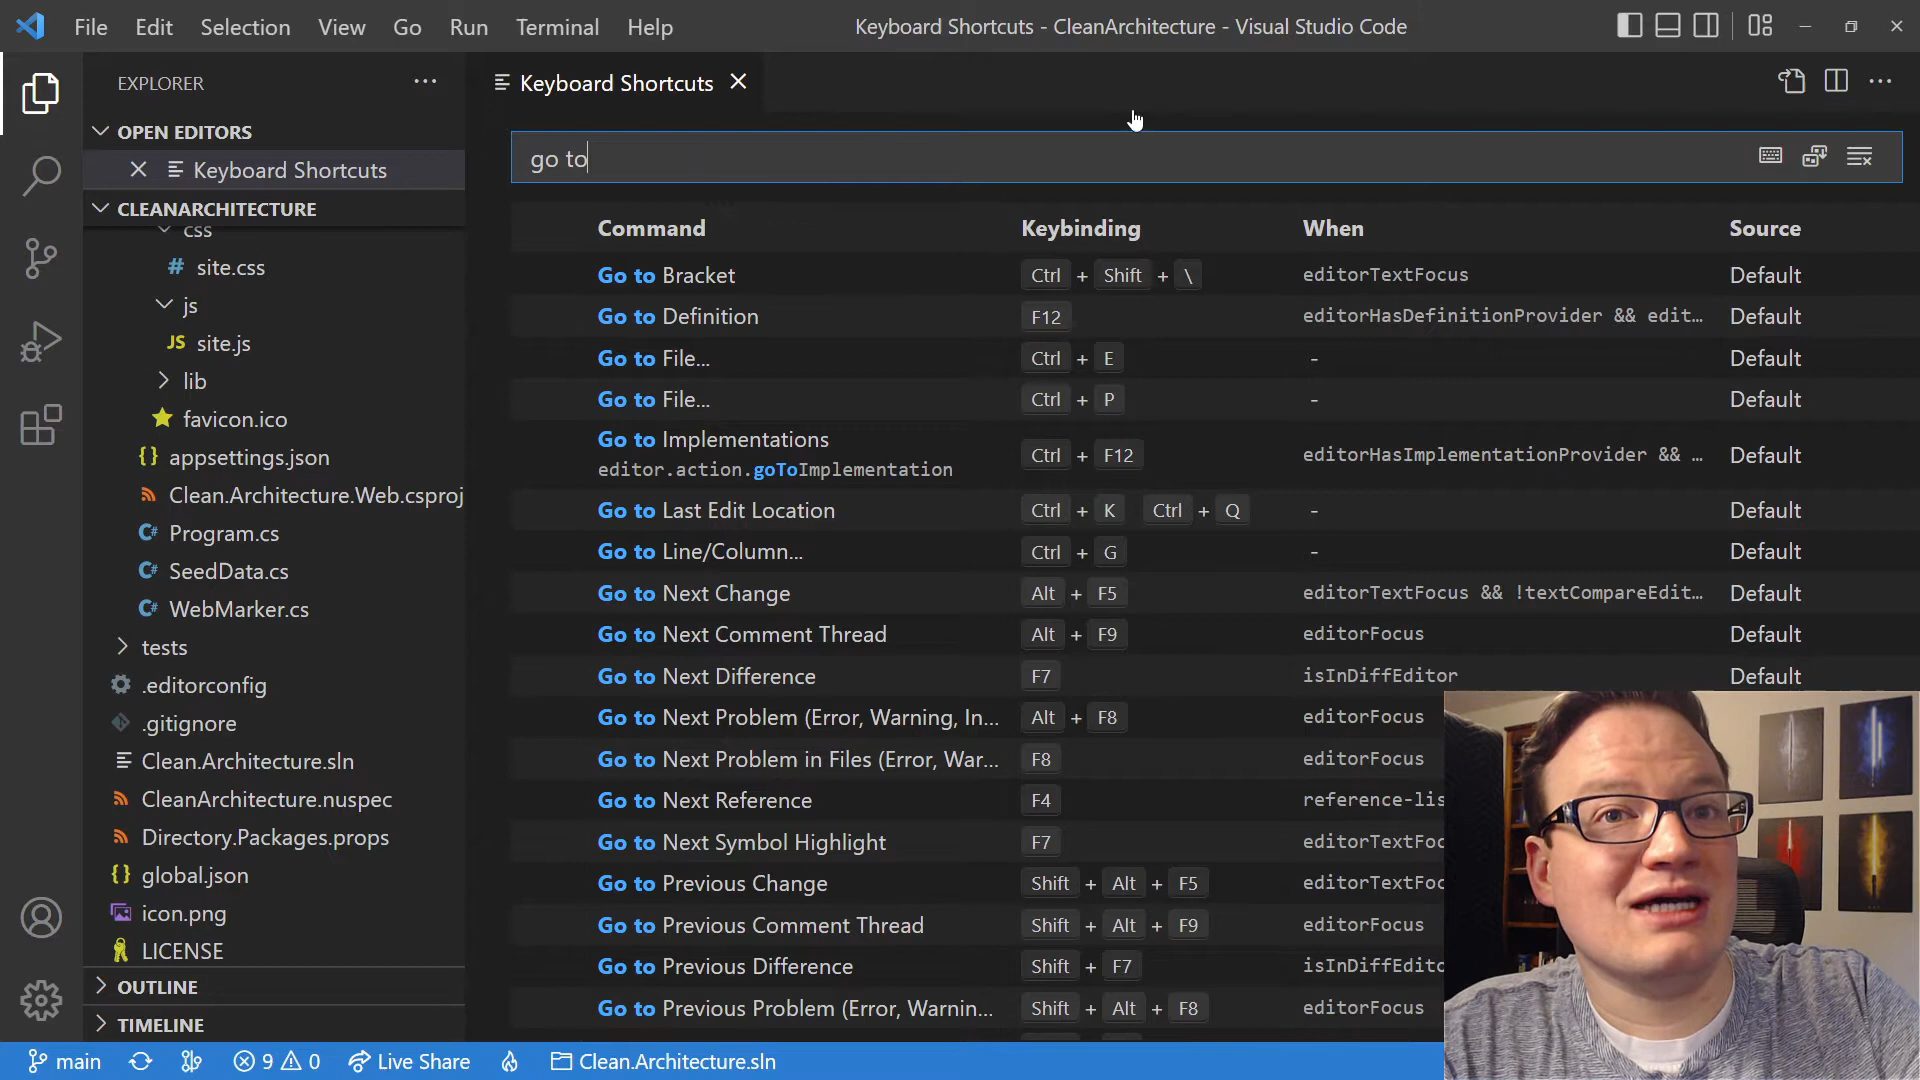 File Edit Selection View Go Run Terminal Help Keyboard Shortcuts - CleanArchitecture - Visual Studio Code
EXPLORER
OPEN EDITORS
Keyboard Shortcuts
CLEANARCHITECTURE
css
# site.css
js
JS site.js
lib
favicon.ico
{} appsettings.json
Clean.Architecture.Web.csproj
C# Program.cs
C# SeedData.cs
C# WebMarker.cs
tests
.editorconfig
.gitignore
Clean.Architecture.sln
CleanArchitecture.nuspec
Directory.Packages.props
{} global.json
icon.png
LICENSE
OUTLINE
TIMELINE
Keyboard Shortcuts
go to
Command Keybinding When Source
Go to Bracket Ctrl + Shift + \ editorTextFocus Default
Go to Definition F12 editorHasDefinitionProvider && edit... Default
Go to File... Ctrl + E - Default
Go to File... Ctrl + P - Default
Go to Implementations
editor.action.goToImplementation Ctrl + F12 editorHasImplementationProvider && ... Default
Go to Last Edit Location Ctrl + K Ctrl + Q - Default
Go to Line/Column... Ctrl + G - Default
Go to Next Change Alt + F5 editorTextFocus && !textCompareEdit... Default
Go to Next Comment Thread Alt + F9 editorFocus Default
Go to Next Difference F7 isInDiffEditor Default
Go to Next Problem (Error, Warning, In... Alt + F8 editorFocus
Go to Next Problem in Files (Error, War... F8 editorFocus
Go to Next Reference F4 reference-lis
Go to Next Symbol Highlight F7 editorTextFoc
Go to Previous Change Shift + Alt + F5 editorTextFoc
Go to Previous Comment Thread Shift + Alt + F9 editorFocus
Go to Previous Difference Shift + F7 isInDiffEdito
Go to Previous Problem (Error, Warnin... Shift + Alt + F8 editorFocus
main 9 0 Live Share Clean.Architecture.sln